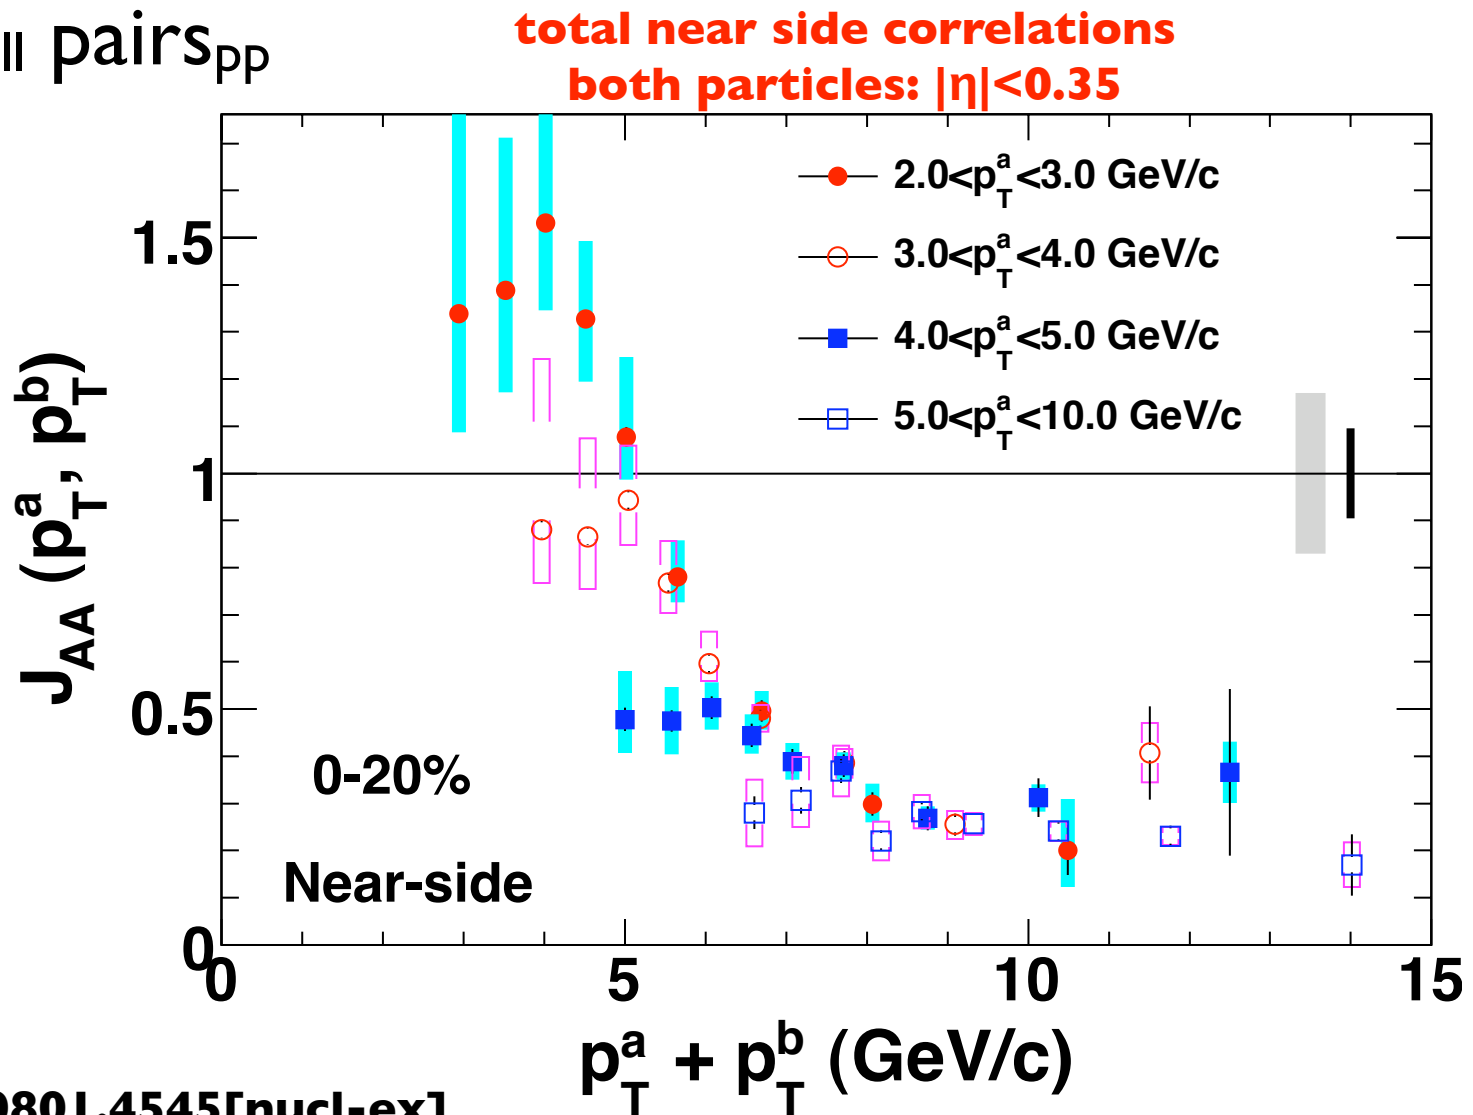 pairspp
total near side correlations
both particles: |η|<0.35
2.0<p_T^a<3.0 GeV/c
3.0<p_T^a<4.0 GeV/c
4.0<p_T^a<5.0 GeV/c
5.0<p_T^a<10.0 GeV/c
J_AA (p_T^a, p_T^b)
1.5
1
0.5
0
0-20%
Near-side
0 5 10 15
p_T^a + p_T^b (GeV/c)
0801.4545[nucl-ex]